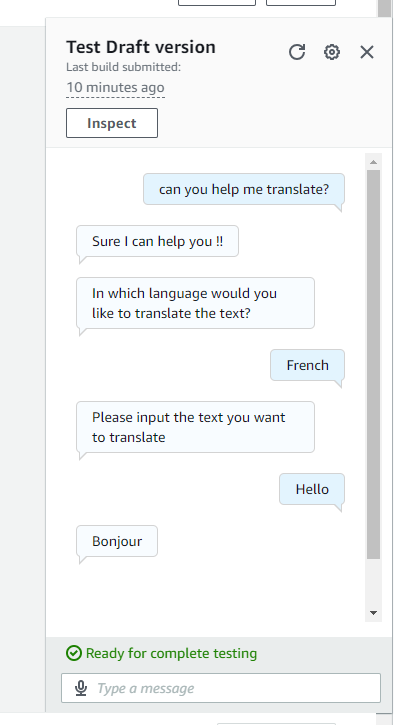 Test Draft version
Last build submitted:
10 minutes ago
Inspect
can you help me translate?
Sure I can help you !!
In which language would you
like to translate the text?
French
Please input the text you want
to translate
Hello
Bonjour
Ready for complete testing
Type a message